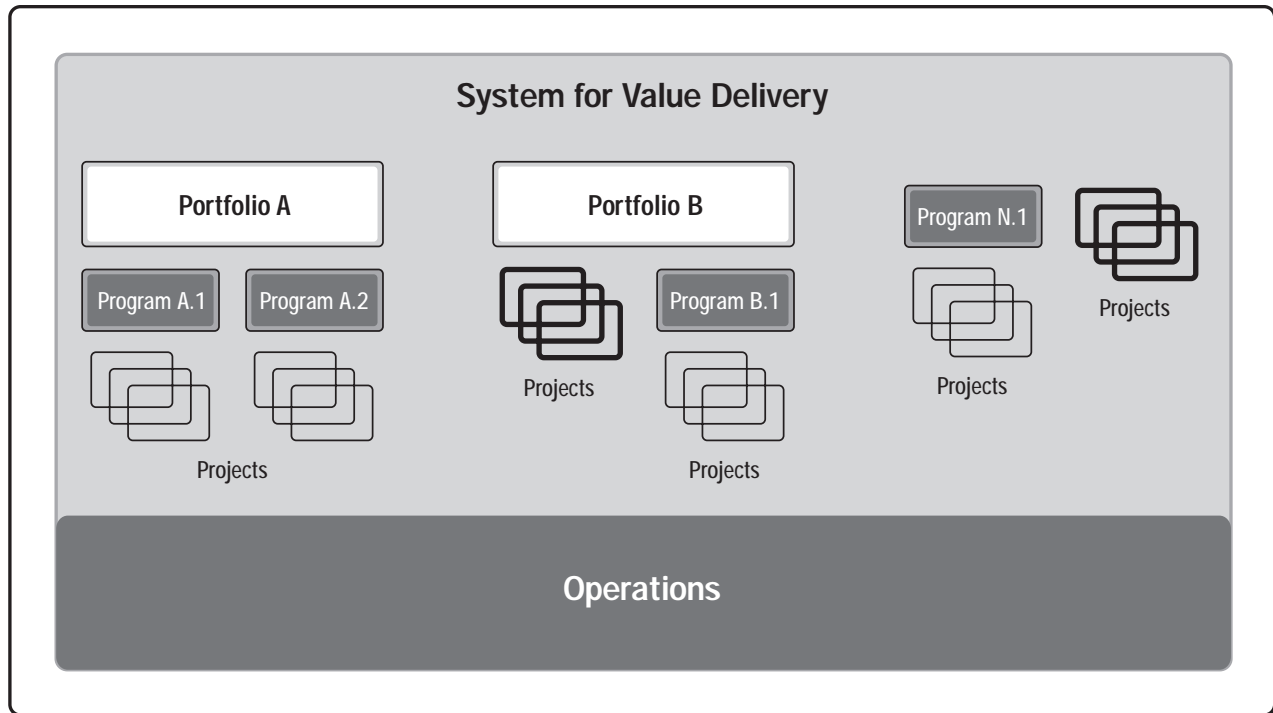 System for Value Delivery
Portfolio A
Portfolio B
Program N.1
Program A.1
Program A.2
Program B.1
Projects
Projects
Projects
Projects
Projects
Operations